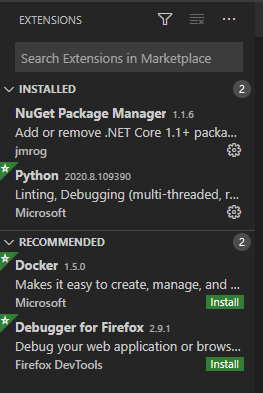 EXTENSIONS
Search Extensions in Marketplace
INSTALLED 2
NuGet Package Manager 1.1.6
Add or remove .NET Core 1.1+ packa...
jmrog
Python 2020.8.109390
Linting, Debugging (multi-threaded, r...
Microsoft
RECOMMENDED 2
Docker 1.5.0
Makes it easy to create, manage, and ...
Microsoft Install
Debugger for Firefox 2.9.1
Debug your web application or brows...
Firefox DevTools Install